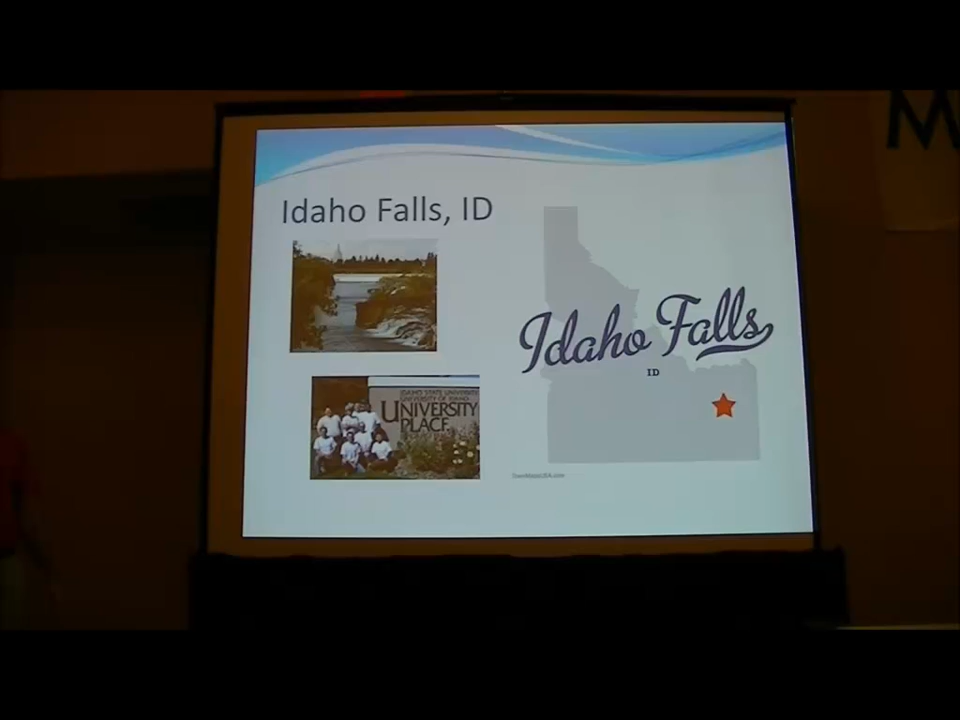 M
Idaho Falls, ID
Idaho Falls
ID
IDAHO STATE UNIVERSITY
UNIVERSITY OF IDAHO
UNIVERSITY
PLACE